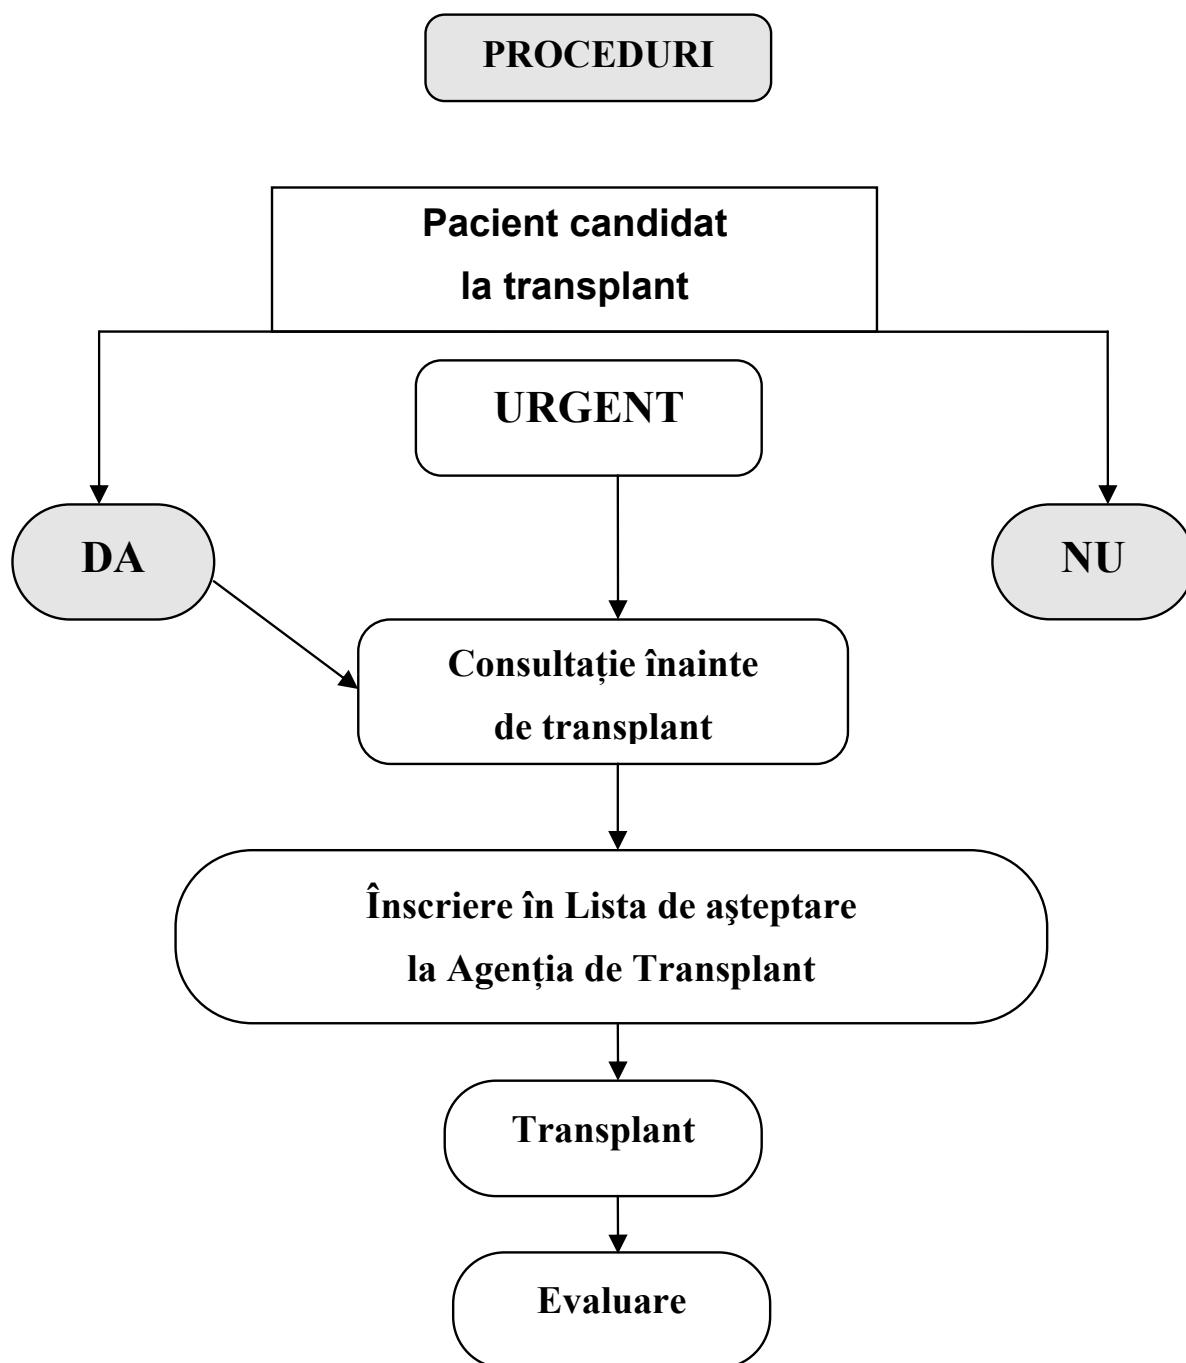 PROCEDURI
Pacient candidat
la transplant
URGENT
DA
NU
Consultație înainte
de transplant
Înscriere în Lista de aşteptare
la Agenția de Transplant
Transplant
Evaluare